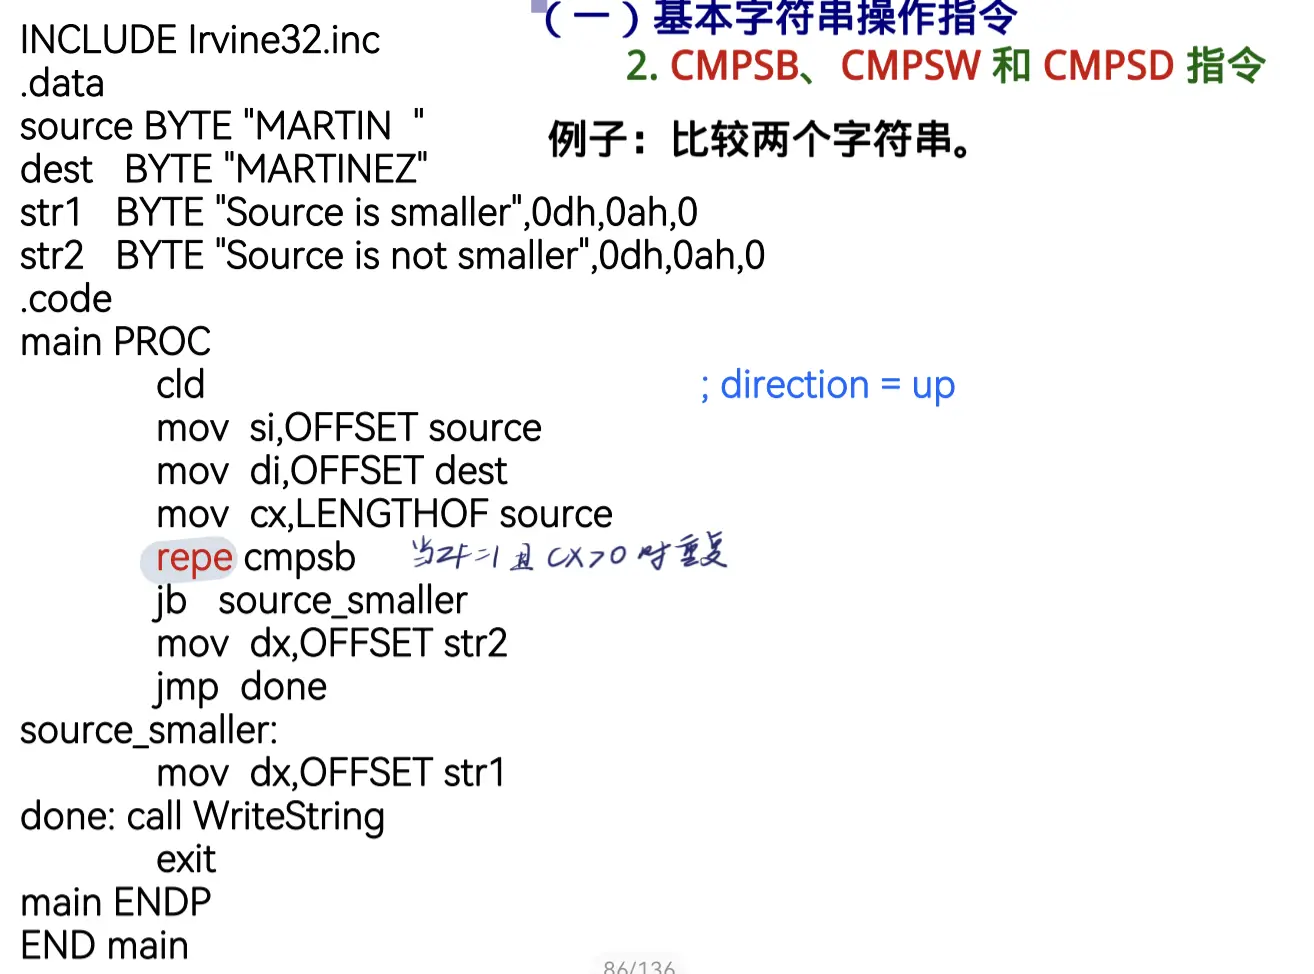 INCLUDE Irvine32.inc
.data
source BYTE "MARTIN  "
dest   BYTE "MARTINEZ"
str1   BYTE "Source is smaller",0dh,0ah,0
str2   BYTE "Source is not smaller",0dh,0ah,0
.code
main PROC
cld ; direction = up
mov  si,OFFSET source
mov  di,OFFSET dest
mov  cx,LENGTHOF source
repe cmpsb 当ZF=1且CX>0时重复
jb   source_smaller
mov  dx,OFFSET str2
jmp  done
source_smaller:
mov  dx,OFFSET str1
done: call WriteString
exit
main ENDP
END main
（一）基本字符串操作指令
2. CMPSB、CMPSW 和 CMPSD 指令
例子：比较两个字符串。
86/136